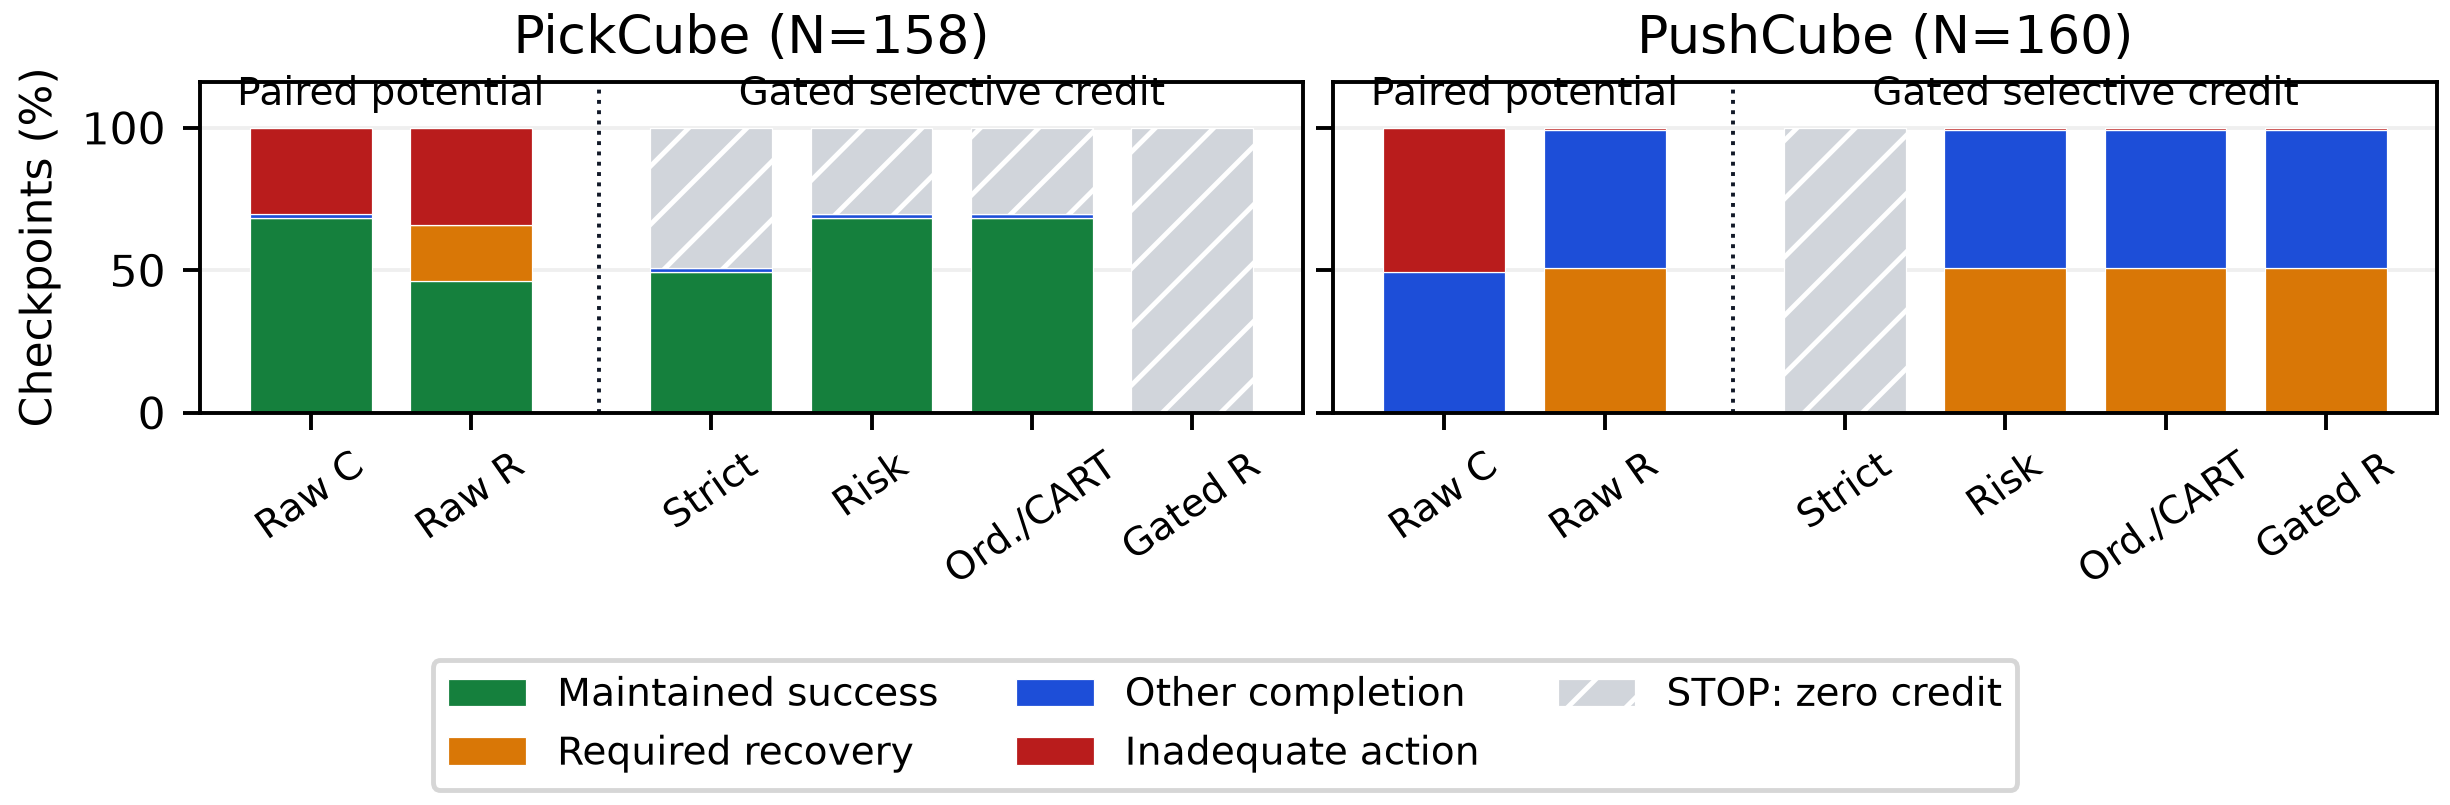 PickCube (N=158)
PushCube (N=160)
Paired potential
Gated selective credit
Paired potential
Gated selective credit
Checkpoints (%)
100
50
0
Raw C
Raw R
Strict
Risk
Ord./CART
Gated R
Raw C
Raw R
Strict
Risk
Ord./CART
Gated R
Maintained success
Other completion
STOP: zero credit
Required recovery
Inadequate action